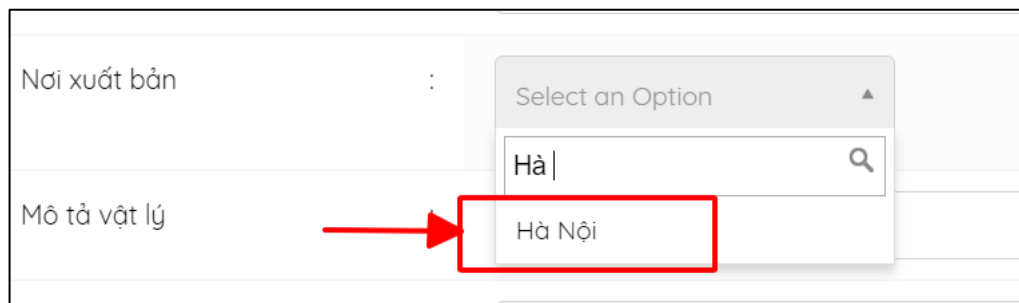 Nơi xuất bản : Select an Option
Hà
Mô tả vật lý :
Hà Nội